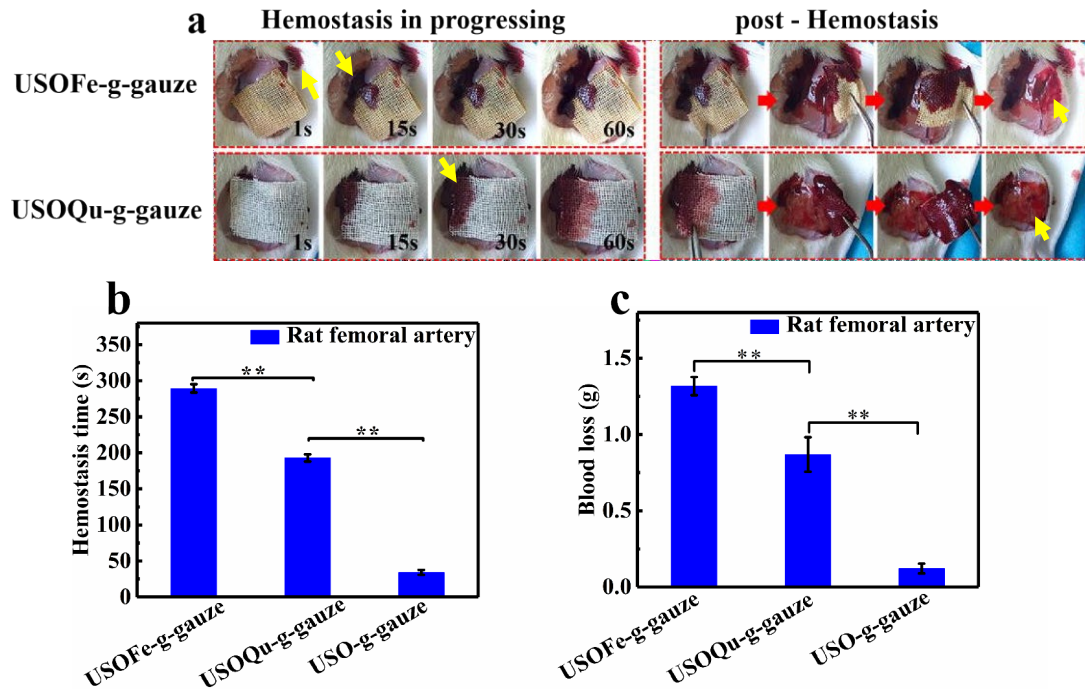 a
Hemostasis in progressing
post - Hemostasis
USOFe-g-gauze
1s
15s
30s
60s
USOQu-g-gauze
1s
15s
30s
60s
b
Rat femoral artery
Hemostasis time (s)
350
300
250
200
150
100
50
0
**
**
USOFe-g-gauze
USOQu-g-gauze
USO-g-gauze
c
Rat femoral artery
Blood loss (g)
1.5
1.0
0.5
0.0
**
**
USOFe-g-gauze
USOQu-g-gauze
USO-g-gauze